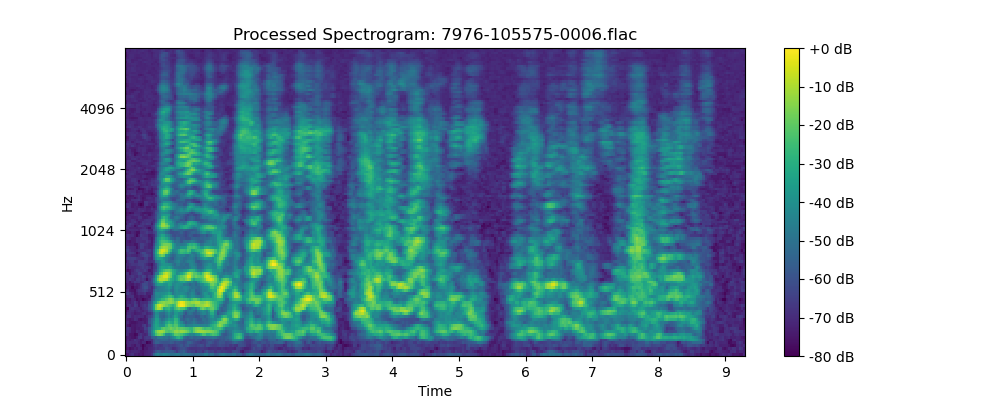 Processed Spectrogram: 7976-105575-0006.flac
Hz
4096
2048
1024
512
0
0 1 2 3 4 5 6 7 8 9
Time
+0 dB
-10 dB
-20 dB
-30 dB
-40 dB
-50 dB
-60 dB
-70 dB
-80 dB